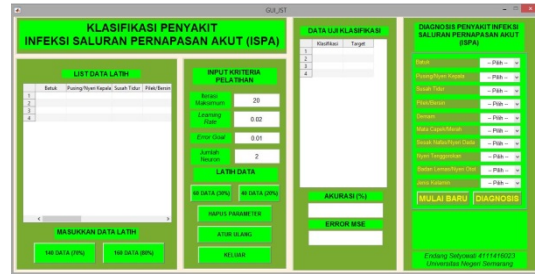 GUI_JST
KLASIFIKASI PENYAKIT
INFEKSI SALURAN PERNAPASAN AKUT (ISPA)
LIST DATA LATIH
Batuk Pusing/Nyeri Kepala Susah Tidur Pilek/Bersin
1
2
3
4
MASUKKAN DATA LATIH
140 DATA (70%) 160 DATA (80%)
INPUT KRITERIA
PELATIHAN
Iterasi
Maksimum 20
Learning
Rate 0.02
Error Goal 0.01
Jumlah
Neuron 2
LATIH DATA
60 DATA (30%) 40 DATA (20%)
HAPUS PARAMETER
ATUR ULANG
KELUAR
DATA UJI KLASIFIKASI
Klasifikasi Target
1
2
3
4
AKURASI (%)
ERROR MSE
DIAGNOSIS PENYAKIT INFEKSI
SALURAN PERNAPASAN AKUT
(ISPA)
Batuk -- Pilih --
Pusing/Nyeri Kepala -- Pilih --
Susah Tidur -- Pilih --
Pilek/Bersin -- Pilih --
Demam -- Pilih --
Mata Capek/Merah -- Pilih --
Sesak Nafas/Nyeri Dada -- Pilih --
Nyeri Tenggorokan -- Pilih --
Badan Lemas/Nyeri Otot -- Pilih --
Jenis Kelamin -- Pilih --
MULAI BARU DIAGNOSIS
Endang Setyowati 4111416023
Universitas Negeri Semarang